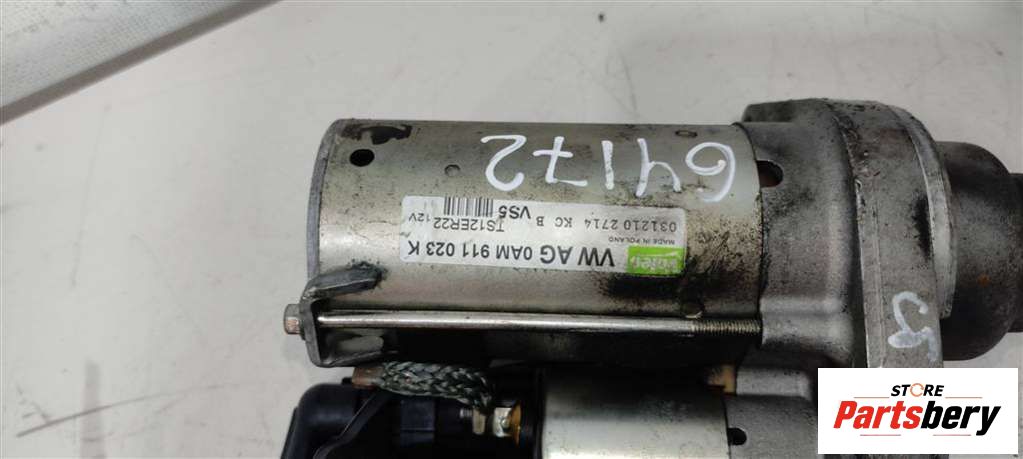 64172
VALEO
VW AG 0AM 911 023 K
MADE IN POLAND
TS12ER22 12V
031210 2714 KC B VS5
STORE
Partsbery